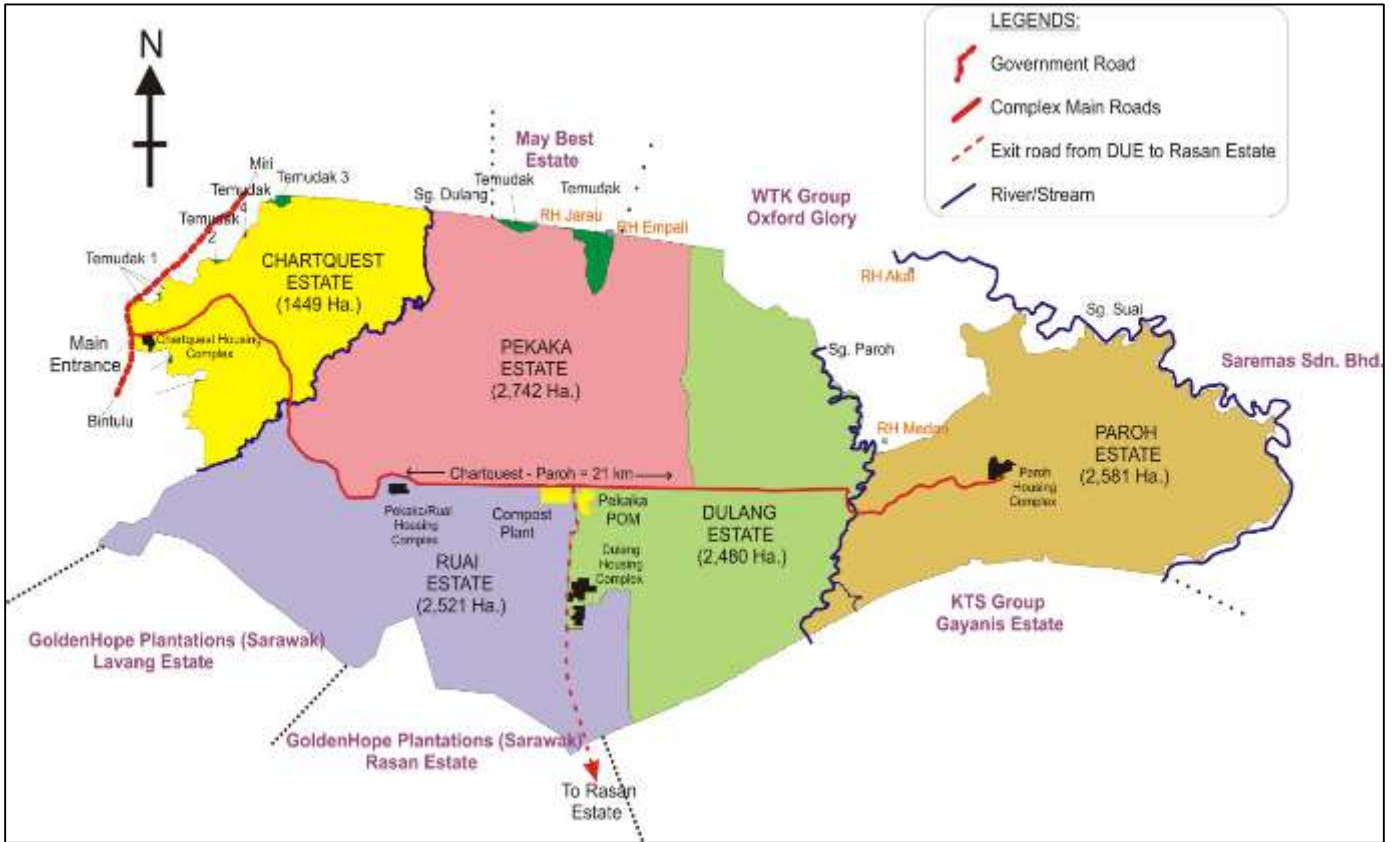 LEGENDS:
Government Road
Complex Main Roads
Exit road from DUE to Rasan Estate
River/Stream
N
May Best
Estate
WTK Group
Oxford Glory
Miri
Temudak 3
Temudak
4
Temudak
2
Temudak 1
Sg. Dulang
Temudak
Temudak
RH Jarau
RH Empali
RH Akai
Sg. Suai
Saremas Sdn. Bhd.
CHARTQUEST
ESTATE
(1449 Ha.)
Main
Entrance
Chartquest Housing
Complex
Bintulu
PEKAKA
ESTATE
(2,742 Ha.)
Sg. Paroh
RH Medan
PAROH
ESTATE
(2,581 Ha.)
Paroh
Housing
Complex
Chartquest - Paroh = 21 km
Pekaka/Ruai
Housing
Complex
Compost
Plant
Pekaka
POM
DULANG
ESTATE
(2,480 Ha.)
Dulang
Housing
Complex
RUAI
ESTATE
(2,521 Ha.)
KTS Group
Gayanis Estate
GoldenHope Plantations (Sarawak)
Lavang Estate
GoldenHope Plantations (Sarawak)
Rasan Estate
To Rasan
Estate